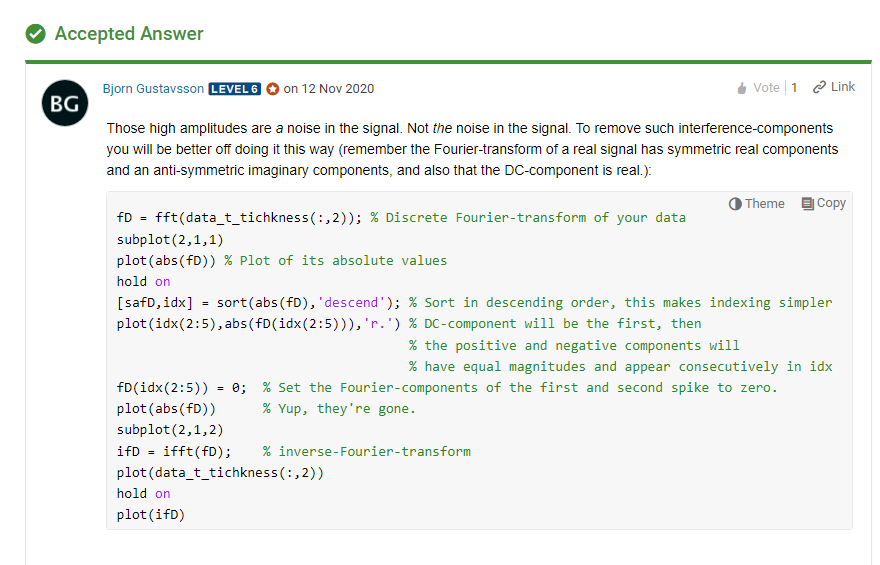 Accepted Answer
BG
Bjorn Gustavsson LEVEL 6 on 12 Nov 2020
Vote 1 Link
Those high amplitudes are a noise in the signal. Not the noise in the signal. To remove such interference-components
you will be better off doing it this way (remember the Fourier-transform of a real signal has symmetric real components
and an anti-symmetric imaginary components, and also that the DC-component is real.):
Theme Copy
fD = fft(data_t_tichkness(:,2)); % Discrete Fourier-transform of your data
subplot(2,1,1)
plot(abs(fD)) % Plot of its absolute values
hold on
[safD,idx] = sort(abs(fD),'descend'); % Sort in descending order, this makes indexing simpler
plot(idx(2:5),abs(fD(idx(2:5))),'r.') % DC-component will be the first, then
% the positive and negative components will
% have equal magnitudes and appear consecutively in idx
fD(idx(2:5)) = 0; % Set the Fourier-components of the first and second spike to zero.
plot(abs(fD)) % Yup, they're gone.
subplot(2,1,2)
ifD = ifft(fD); % inverse-Fourier-transform
plot(data_t_tichkness(:,2))
hold on
plot(ifD)